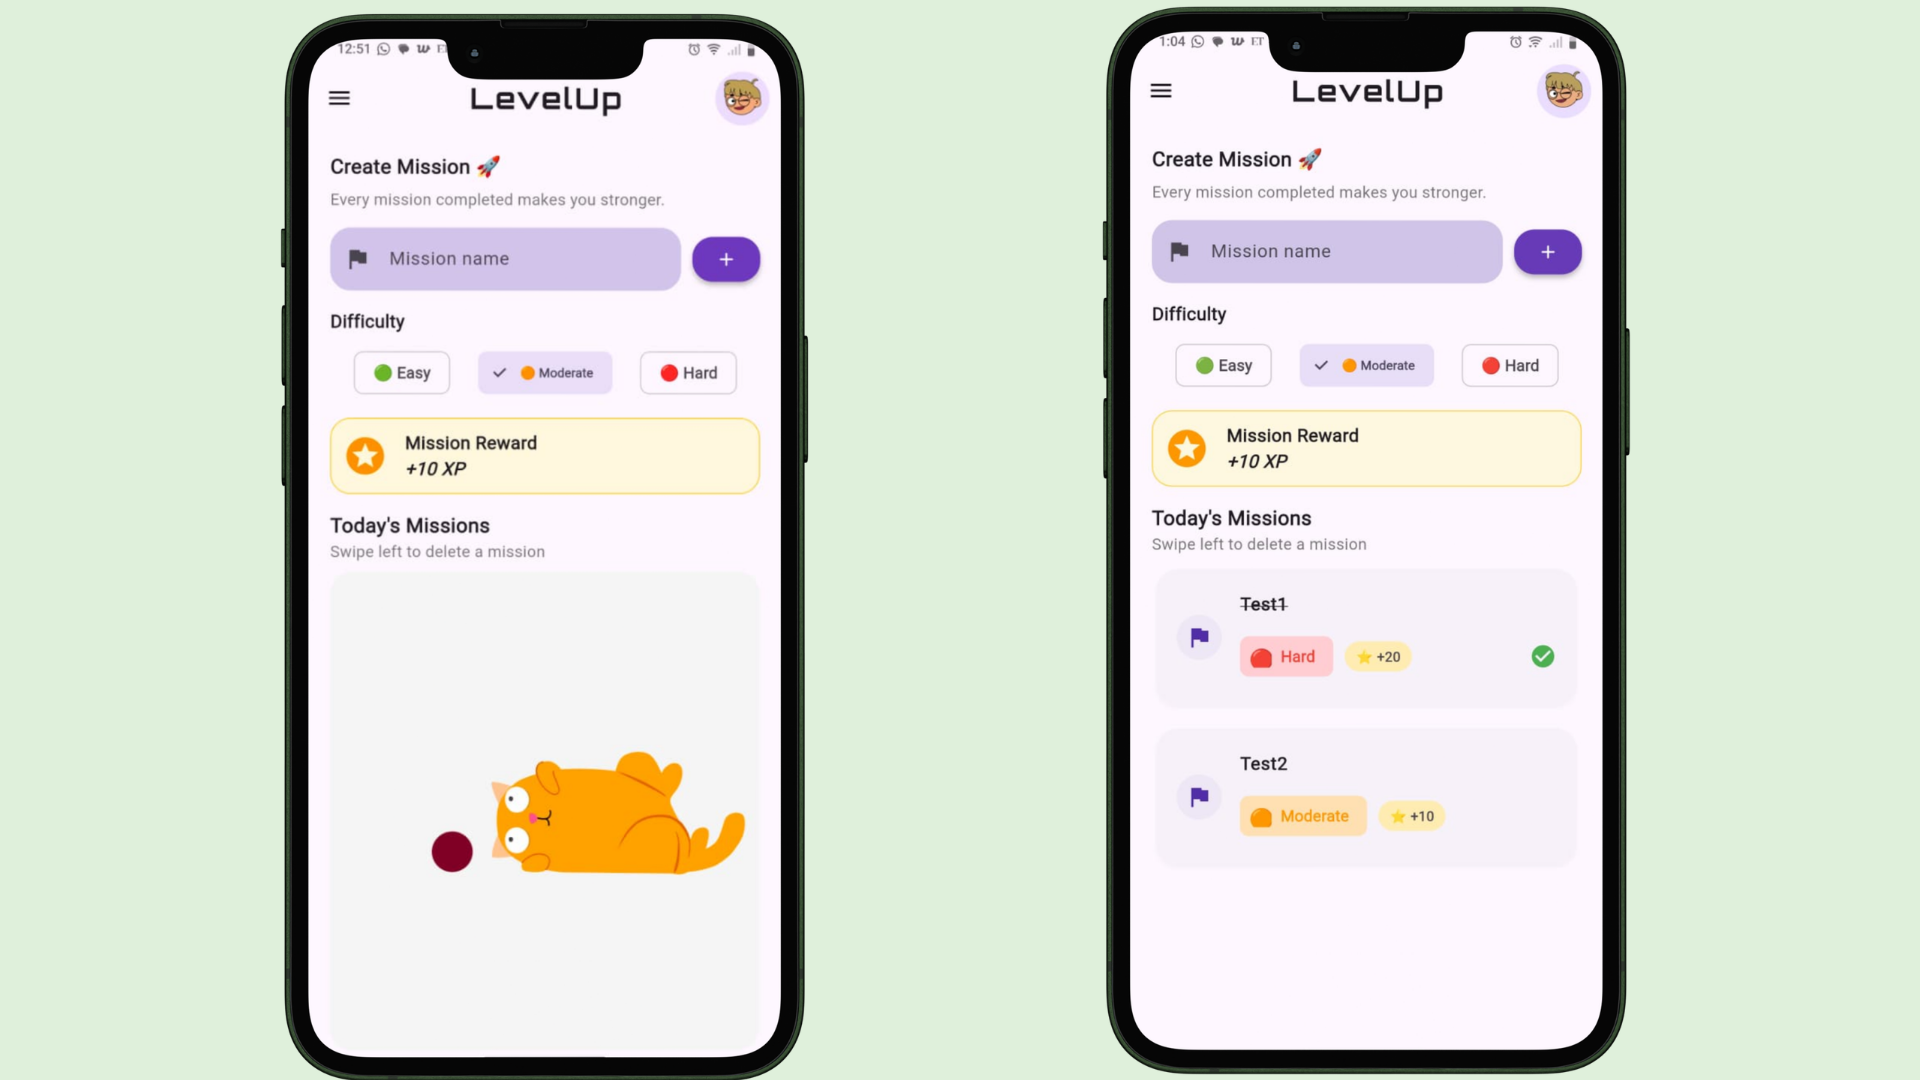 12:51
LevelUp
Create Mission 🚀
Every mission completed makes you stronger.
Mission name
+
Difficulty
Easy
Moderate
Hard
Mission Reward
+10 XP
Today's Missions
Swipe left to delete a mission
1:04 ET
LevelUp
Create Mission 🚀
Every mission completed makes you stronger.
Mission name
+
Difficulty
Easy
Moderate
Hard
Mission Reward
+10 XP
Today's Missions
Swipe left to delete a mission
Test1
Hard
+20
Test2
Moderate
+10